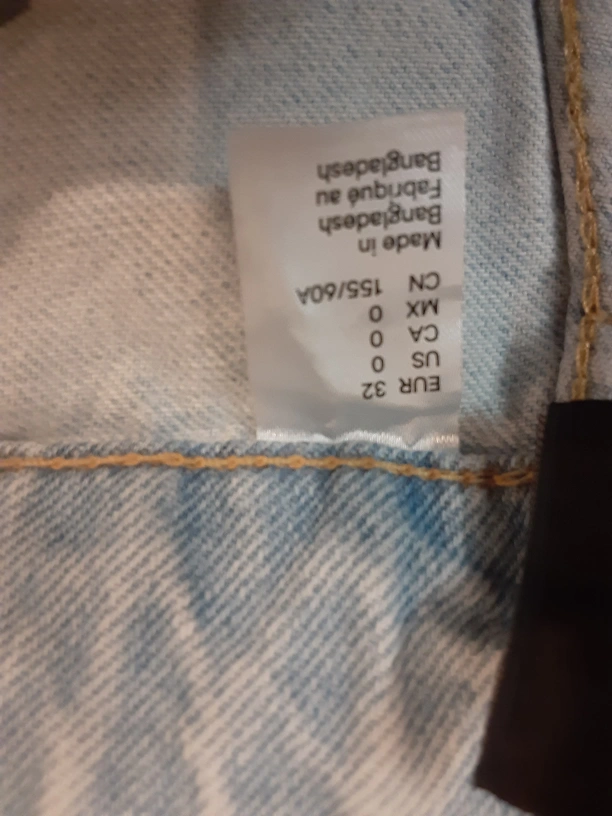 EUR 32
US 0
CA 0
MX 0
CN 155/60A
Made in
Bangladesh
Fabriqué au
Bangladesh